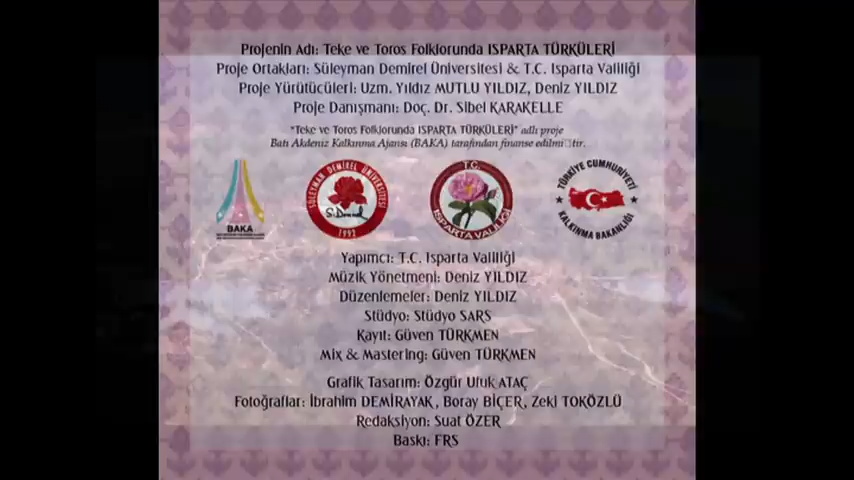 Projenin Adı: Teke ve Toros Folklorunda ISPARTA TÜRKÜLERİ
Proje Ortakları: Süleyman Demirel Üniversitesi & T.C. Isparta Valiliği
Proje Yürütücüleri: Uzm. Yıldız MUTLU YILDIZ, Deniz YILDIZ
Proje Danışmanı: Doç. Dr. Sibel KARAKELLE
"Teke ve Toros Folklorunda ISPARTA TÜRKÜLERİ" adlı proje
Batı Akdeniz Kalkınma Ajansı (BAKA) tarafından finanse edilmi□tir.
BAKA
SÜLEYMAN DEMİREL ÜNİVERSİTESİ
S. Demirel
1992
T.C.
ISPARTA VALİLİĞİ
TÜRKİYE CUMHURİYETİ
KALKINMA BAKANLIĞI
Yapımcı: T.C. Isparta Valiliği
Müzik Yönetmeni: Deniz YILDIZ
Düzenlemeler: Deniz YILDIZ
Stüdyo: Stüdyo SARS
Kayıt: Güven TÜRKMEN
Mix & Mastering: Güven TÜRKMEN
Grafik Tasarım: Özgür Ufuk ATAÇ
Fotoğraflar: İbrahim DEMİRAYAK, Boray BİÇER, Zeki TOKÖZLÜ
Redaksiyon: Suat ÖZER
Baskı: FRS